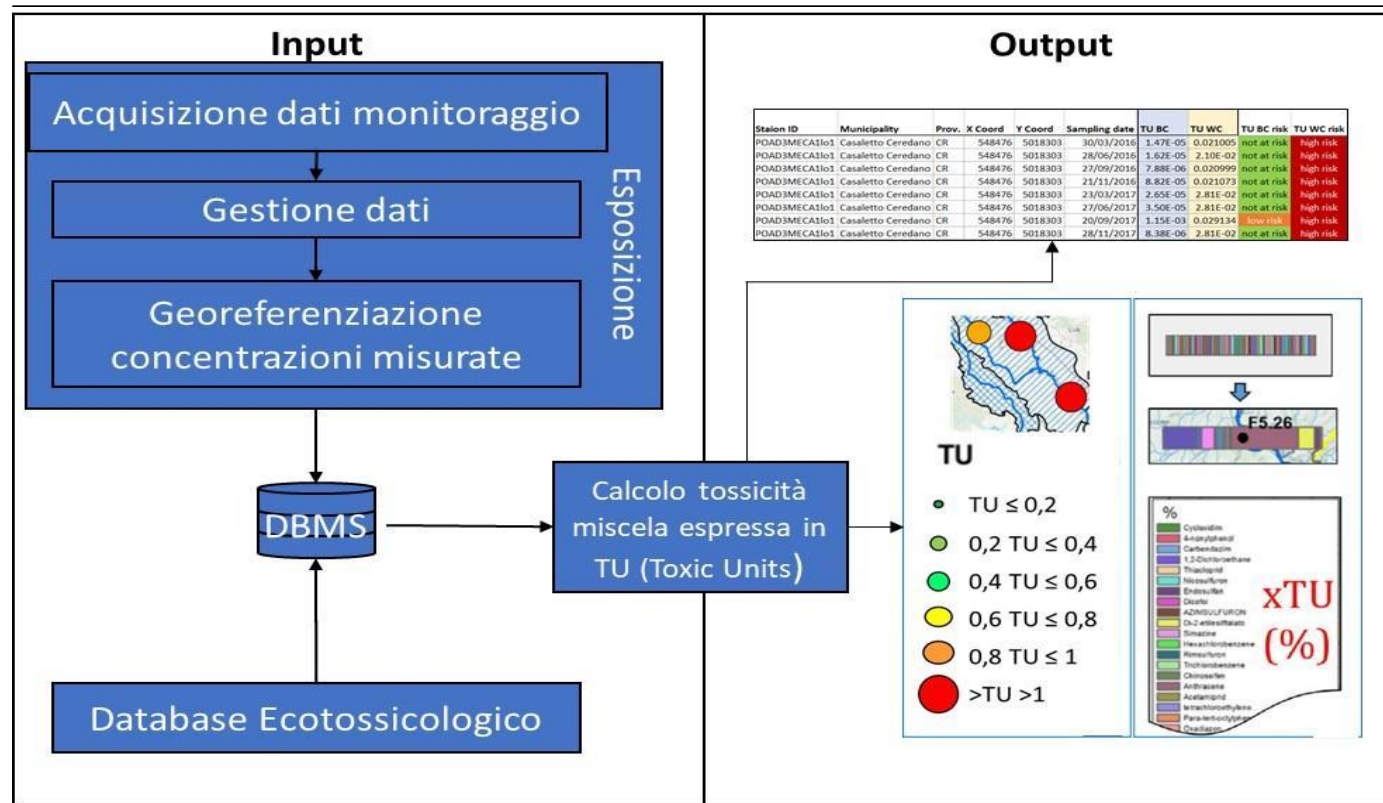 Input
Acquisizione dati monitoraggio
Gestione dati
Georeferenziazione
concentrazioni misurate
Esposizione
DBMS
Database Ecotossicologico
Calcolo tossicità
miscela espressa in
TU (Toxic Units)
Output
Staion ID Municipality Prov. X Coord Y Coord Sampling date TU BC TU WC TU BC risk TU WC risk
POAD3MECA1lo1 Casaletto Ceredano CR 548476 5018303 30/03/2016 1.47E-05 0.021005 not at risk high risk
POAD3MECA1lo1 Casaletto Ceredano CR 548476 5018303 28/06/2016 1.62E-05 2.10E-02 not at risk high risk
POAD3MECA1lo1 Casaletto Ceredano CR 548476 5018303 27/09/2016 7.88E-06 0.020999 not at risk high risk
POAD3MECA1lo1 Casaletto Ceredano CR 548476 5018303 21/11/2016 8.82E-05 0.021073 not at risk high risk
POAD3MECA1lo1 Casaletto Ceredano CR 548476 5018303 23/03/2017 2.65E-05 2.81E-02 not at risk high risk
POAD3MECA1lo1 Casaletto Ceredano CR 548476 5018303 27/06/2017 3.50E-05 2.81E-02 not at risk high risk
POAD3MECA1lo1 Casaletto Ceredano CR 548476 5018303 20/09/2017 1.15E-03 0.029134 low risk high risk
POAD3MECA1lo1 Casaletto Ceredano CR 548476 5018303 28/11/2017 8.38E-06 2.81E-02 not at risk high risk
TU
TU ≤ 0,2
0,2 TU ≤ 0,4
0,4 TU ≤ 0,6
0,6 TU ≤ 0,8
0,8 TU ≤ 1
>TU >1
F5.26
%
Cycloxidim
4-nonylphenol
Carbendazim
1,2-Dichloroethane
Thiacloprid
Nicosulfuron
Endosulfan
Dicofol
AZIMSULFURON
Di-2-etilesilftalato
Simazine
Hexachlorobenzene
Rimsulfuron
Trichlorobenzene
Chinoxifen
Anthracene
Acetamiprid
tetrachloroethylene
Para-tert-octylphen
Oxadiazon
xTU
(%)